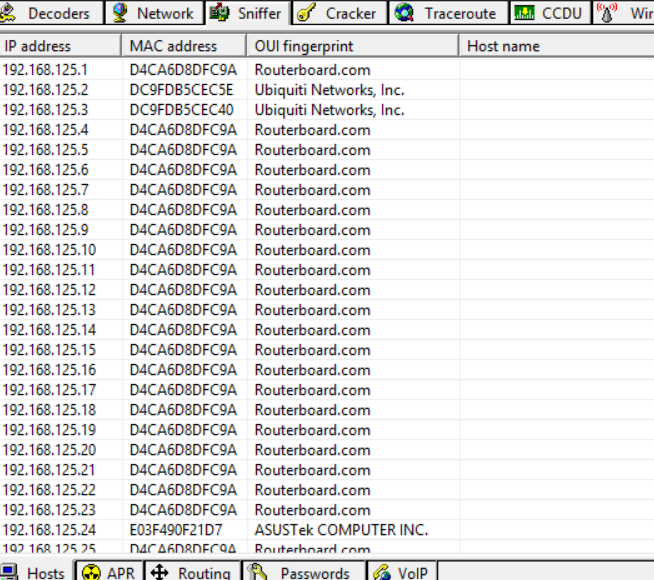 Decoders Network Sniffer Cracker Traceroute CCDU Wir
IP address MAC address OUI fingerprint Host name
192.168.125.1 D4CA6D8DFC9A Routerboard.com
192.168.125.2 DC9FDB5CEC5E Ubiquiti Networks, Inc.
192.168.125.3 DC9FDB5CEC40 Ubiquiti Networks, Inc.
192.168.125.4 D4CA6D8DFC9A Routerboard.com
192.168.125.5 D4CA6D8DFC9A Routerboard.com
192.168.125.6 D4CA6D8DFC9A Routerboard.com
192.168.125.7 D4CA6D8DFC9A Routerboard.com
192.168.125.8 D4CA6D8DFC9A Routerboard.com
192.168.125.9 D4CA6D8DFC9A Routerboard.com
192.168.125.10 D4CA6D8DFC9A Routerboard.com
192.168.125.11 D4CA6D8DFC9A Routerboard.com
192.168.125.12 D4CA6D8DFC9A Routerboard.com
192.168.125.13 D4CA6D8DFC9A Routerboard.com
192.168.125.14 D4CA6D8DFC9A Routerboard.com
192.168.125.15 D4CA6D8DFC9A Routerboard.com
192.168.125.16 D4CA6D8DFC9A Routerboard.com
192.168.125.17 D4CA6D8DFC9A Routerboard.com
192.168.125.18 D4CA6D8DFC9A Routerboard.com
192.168.125.19 D4CA6D8DFC9A Routerboard.com
192.168.125.20 D4CA6D8DFC9A Routerboard.com
192.168.125.21 D4CA6D8DFC9A Routerboard.com
192.168.125.22 D4CA6D8DFC9A Routerboard.com
192.168.125.23 D4CA6D8DFC9A Routerboard.com
192.168.125.24 E03F490F21D7 ASUSTek COMPUTER INC.
192.168.125.25 D4CA6D8DFC9A Routerboard.com
Hosts APR Routing Passwords VoIP